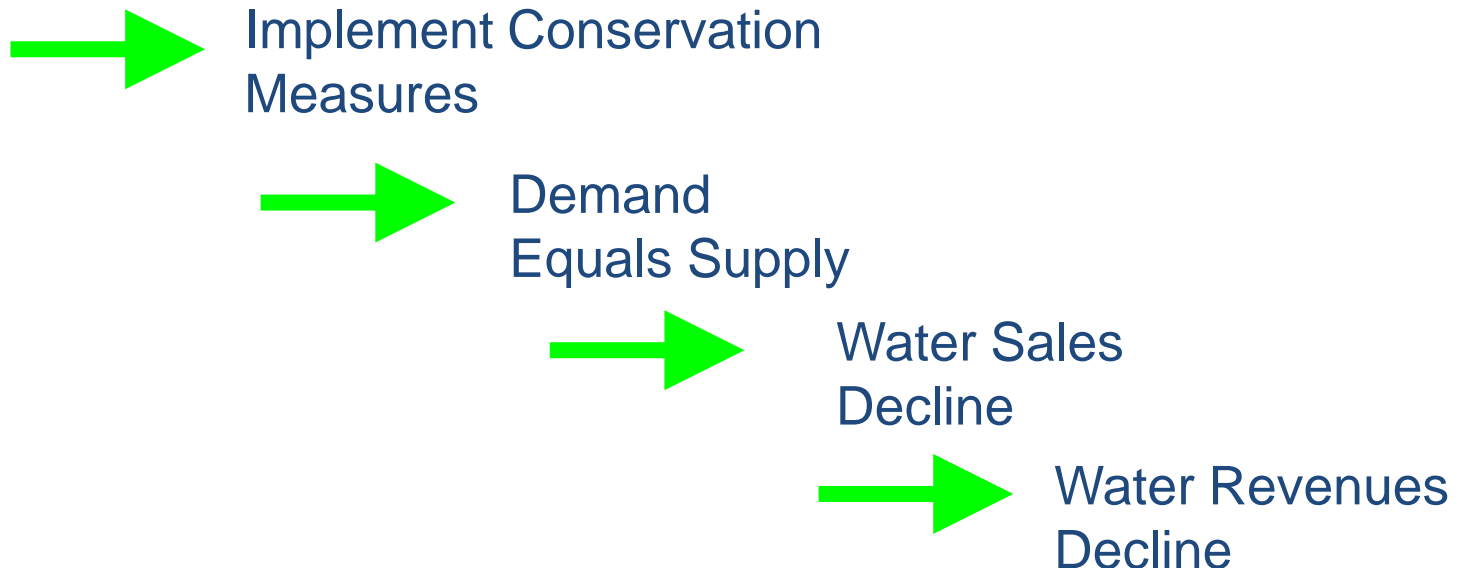 Implement Conservation
Measures
Demand
Equals Supply
Water Sales
Decline
Water Revenues
Decline